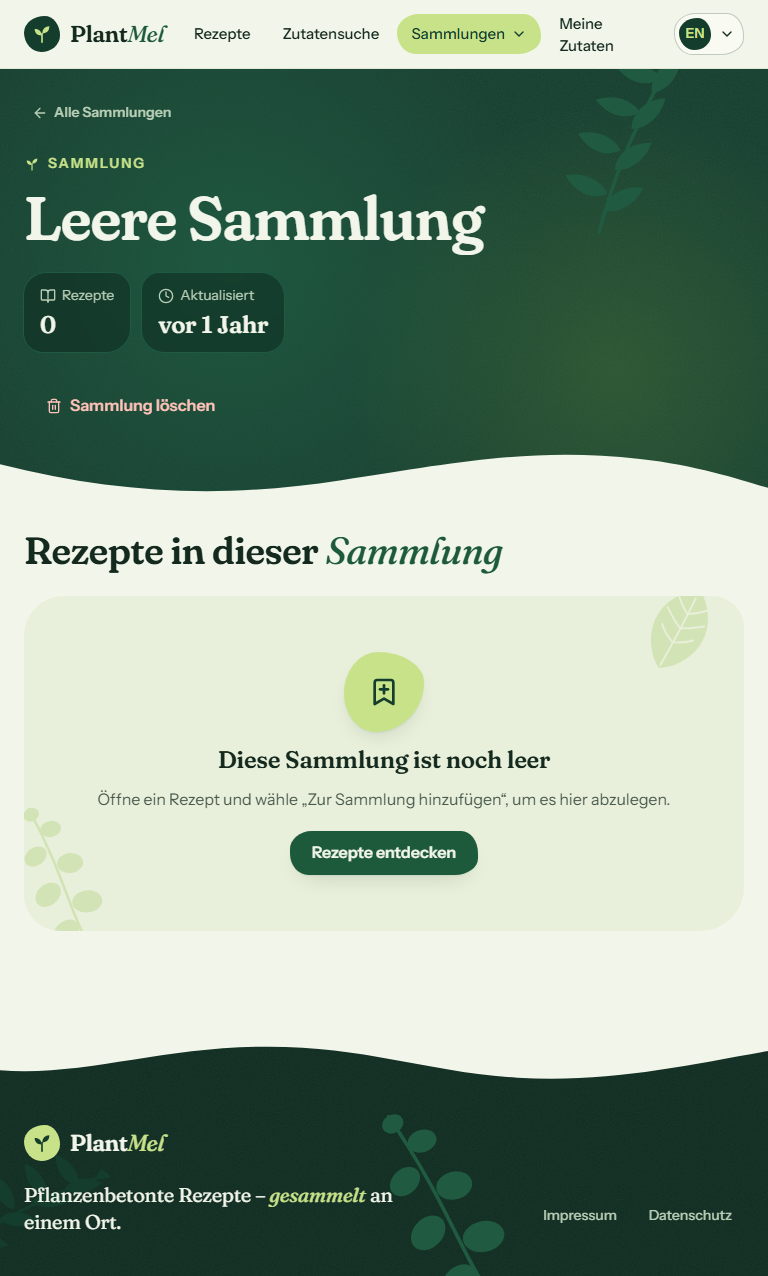 PlantMel
Rezepte
Zutatensuche
Sammlungen
Meine
Zutaten
EN
Alle Sammlungen
SAMMLUNG
Leere Sammlung
Rezepte
0
Aktualisiert
vor 1 Jahr
Sammlung löschen
Rezepte in dieser Sammlung
Diese Sammlung ist noch leer
Öffne ein Rezept und wähle „Zur Sammlung hinzufügen“, um es hier abzulegen.
Rezepte entdecken
PlantMel
Pflanzenbetonte Rezepte – gesammelt an
einem Ort.
Impressum
Datenschutz